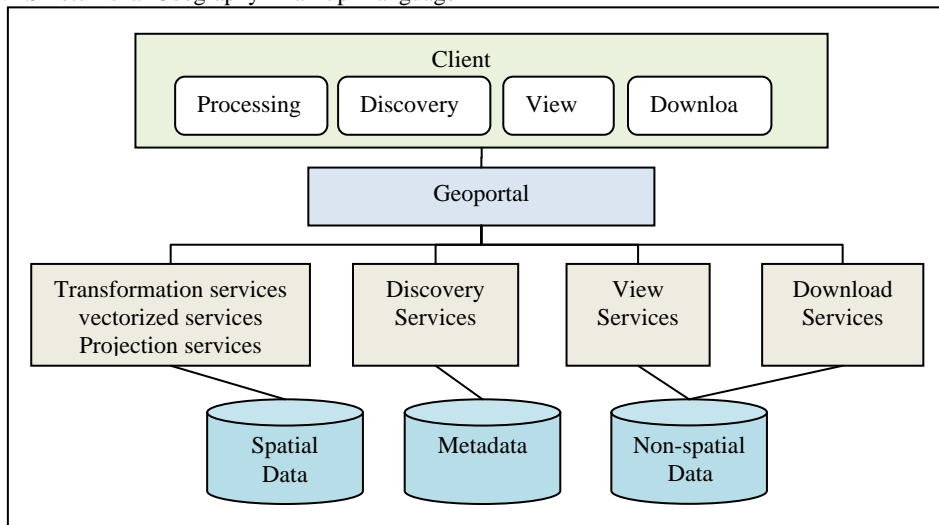 Client
Processing
Discovery
View
Downloa
Geoportal
Transformation services
vectorized services
Projection services
Discovery
Services
View
Services
Download
Services
Spatial
Data
Metadata
Non-spatial
Data